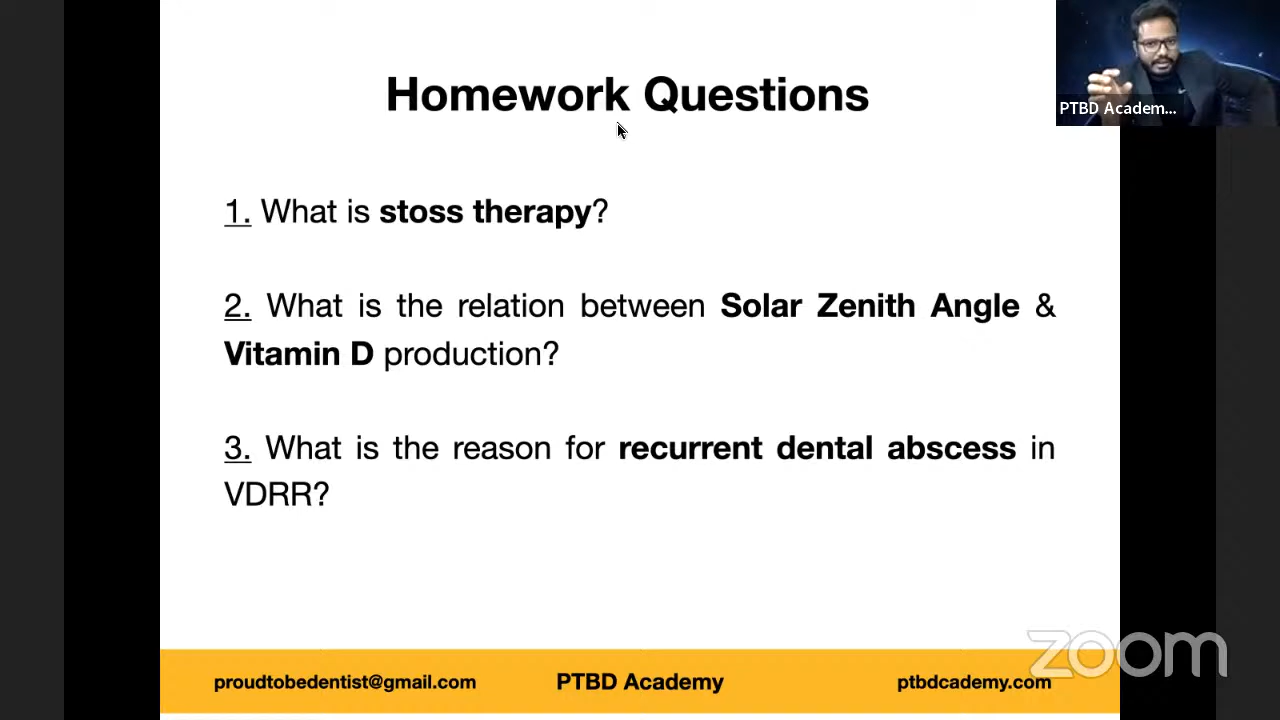 Homework Questions
PTBD Academ...
1. What is stoss therapy?
2. What is the relation between Solar Zenith Angle &
Vitamin D production?
3. What is the reason for recurrent dental abscess in
VDRR?
zoom
proudtobedentist@gmail.com PTBD Academy ptbdcademy.com